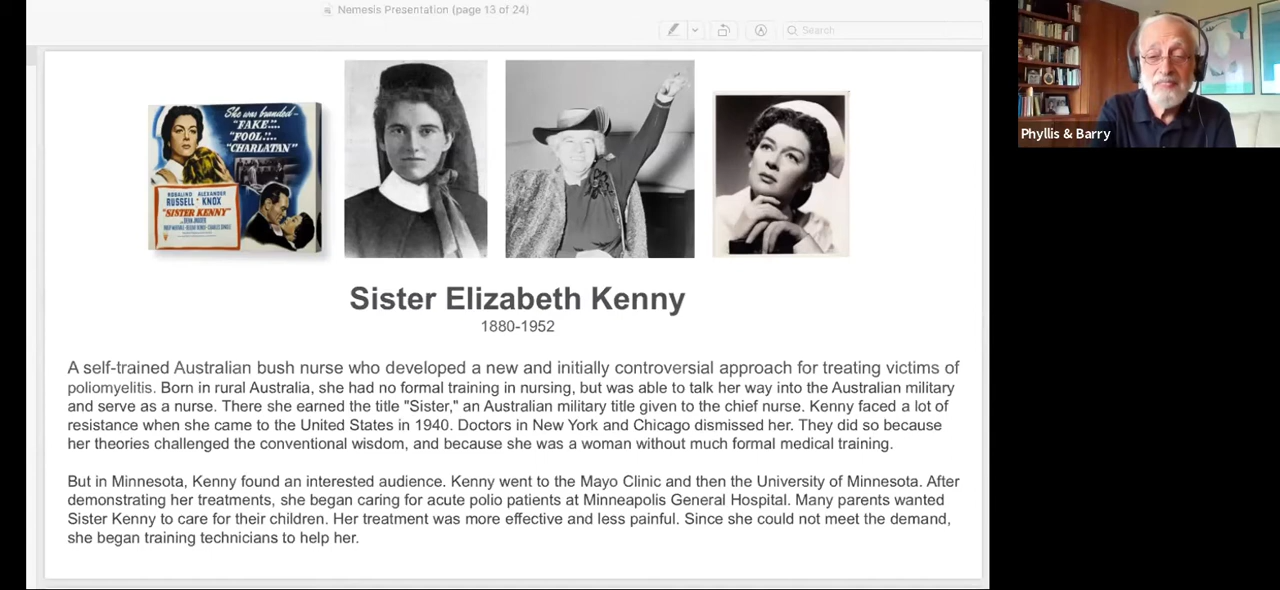 Nemesis Presentation (page 13 of 24)
Search
Phyllis & Barry
She was branded-
"FAKE"...
"FOOL"...
"CHARLATAN"
ROSALIND ALEXANDER
RUSSELL · KNOX
"SISTER KENNY"
Sister Elizabeth Kenny
1880-1952
A self-trained Australian bush nurse who developed a new and initially controversial approach for treating victims of
poliomyelitis. Born in rural Australia, she had no formal training in nursing, but was able to talk her way into the Australian military
and serve as a nurse. There she earned the title "Sister," an Australian military title given to the chief nurse. Kenny faced a lot of
resistance when she came to the United States in 1940. Doctors in New York and Chicago dismissed her. They did so because
her theories challenged the conventional wisdom, and because she was a woman without much formal medical training.
But in Minnesota, Kenny found an interested audience. Kenny went to the Mayo Clinic and then the University of Minnesota. After
demonstrating her treatments, she began caring for acute polio patients at Minneapolis General Hospital. Many parents wanted
Sister Kenny to care for their children. Her treatment was more effective and less painful. Since she could not meet the demand,
she began training technicians to help her.